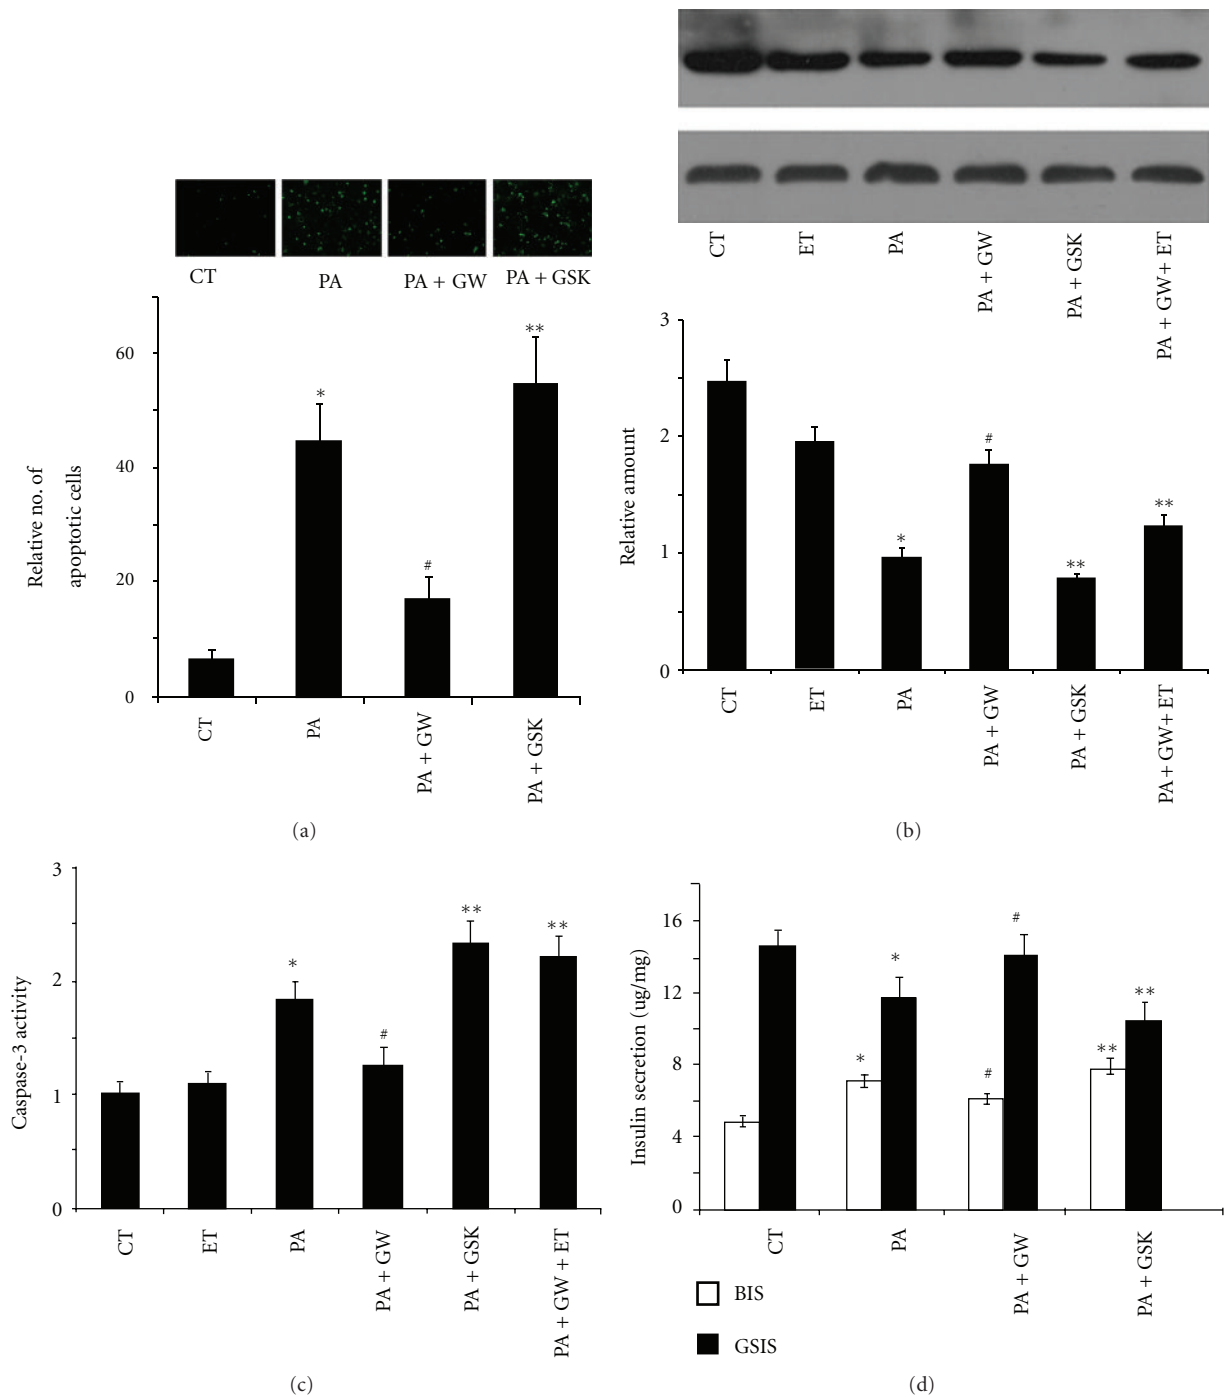 CT PA PA + GW PA + GSK
Relative no. of
apoptotic cells
60
40
20
0
*
#
**
CT PA PA + GW PA + GSK
(a)
CT ET PA PA + GW PA + GSK PA + GW+ ET
Relative amount
3
2
1
0
*
#
**
**
CT ET PA PA + GW PA + GSK PA+ GW+ ET
(b)
Caspase-3 activity
3
2
1
0
*
#
**
**
CT ET PA PA + GW PA + GSK PA + GW + ET
(c)
Insulin secretion (ug/mg)
16
12
8
4
0
*
*
#
#
**
**
CT PA PA + GW PA + GSK
BIS
GSIS
(d)